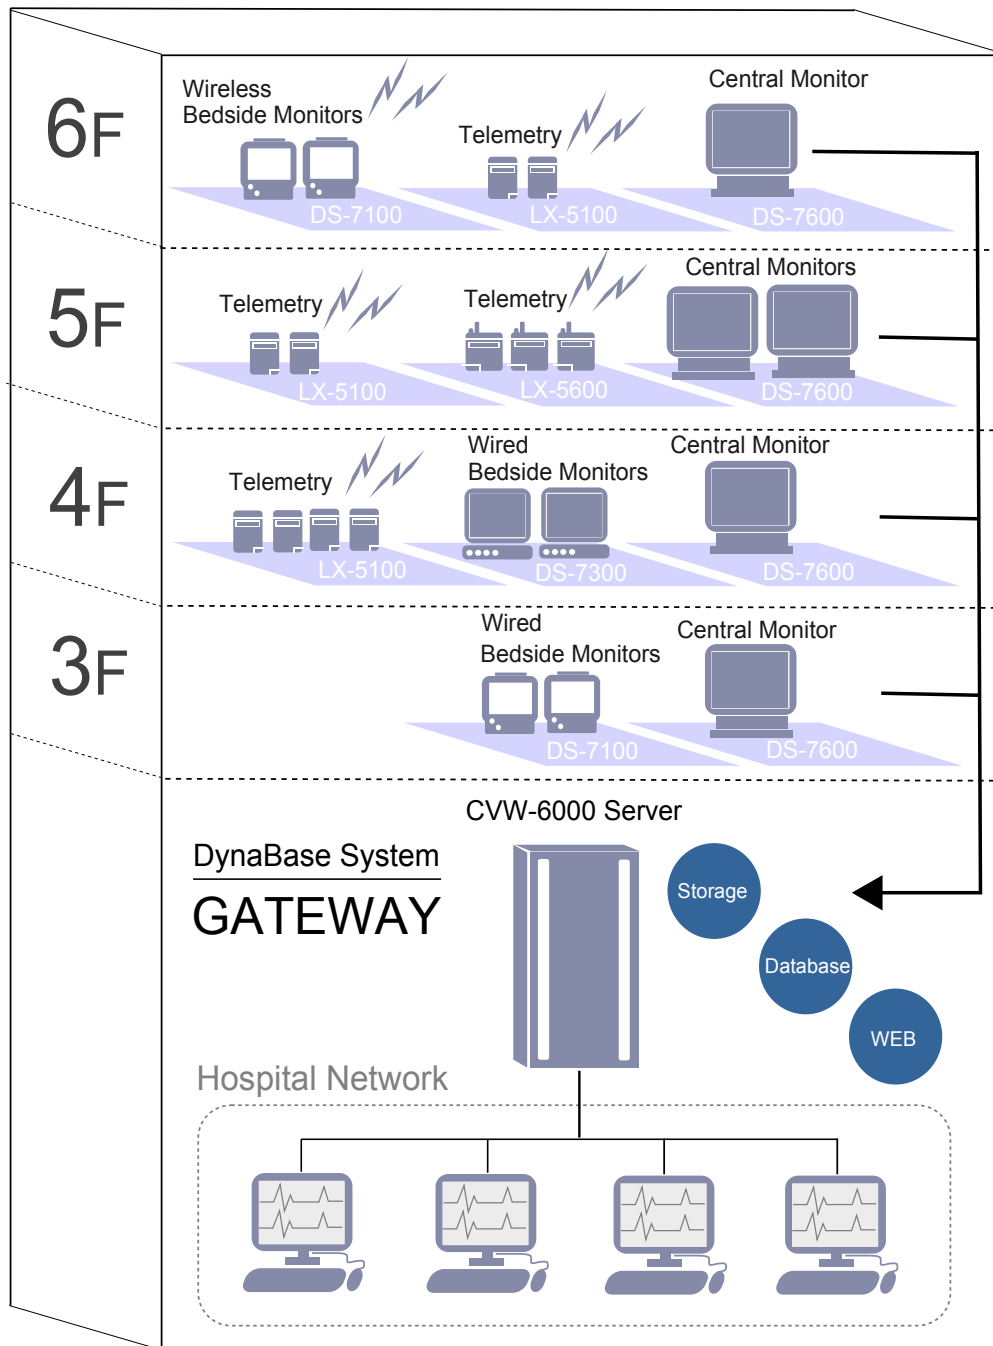 6F
Wireless
Bedside Monitors
Telemetry
Central Monitor
DS-7100
LX-5100
DS-7600
5F
Telemetry
Telemetry
Central Monitors
LX-5100
LX-5600
DS-7600
4F
Telemetry
Wired
Bedside Monitors
Central Monitor
LX-5100
DS-7300
DS-7600
3F
Wired
Bedside Monitors
Central Monitor
DS-7100
DS-7600
CVW-6000 Server
DynaBase System
GATEWAY
Storage
Database
WEB
Hospital Network